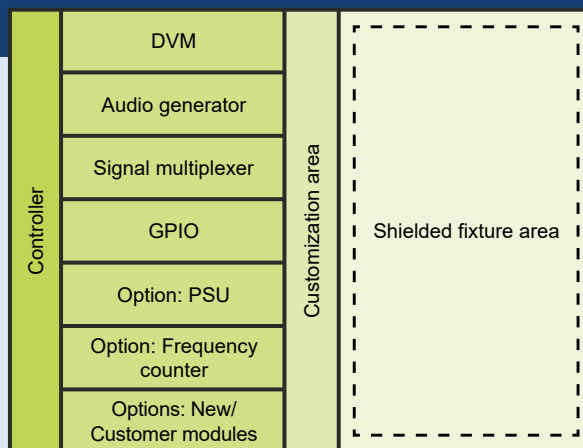 Controller
DVM
Audio generator
Signal multiplexer
GPIO
Option: PSU
Option: Frequency
counter
Options: New/
Customer modules
Customization area
Shielded fixture area